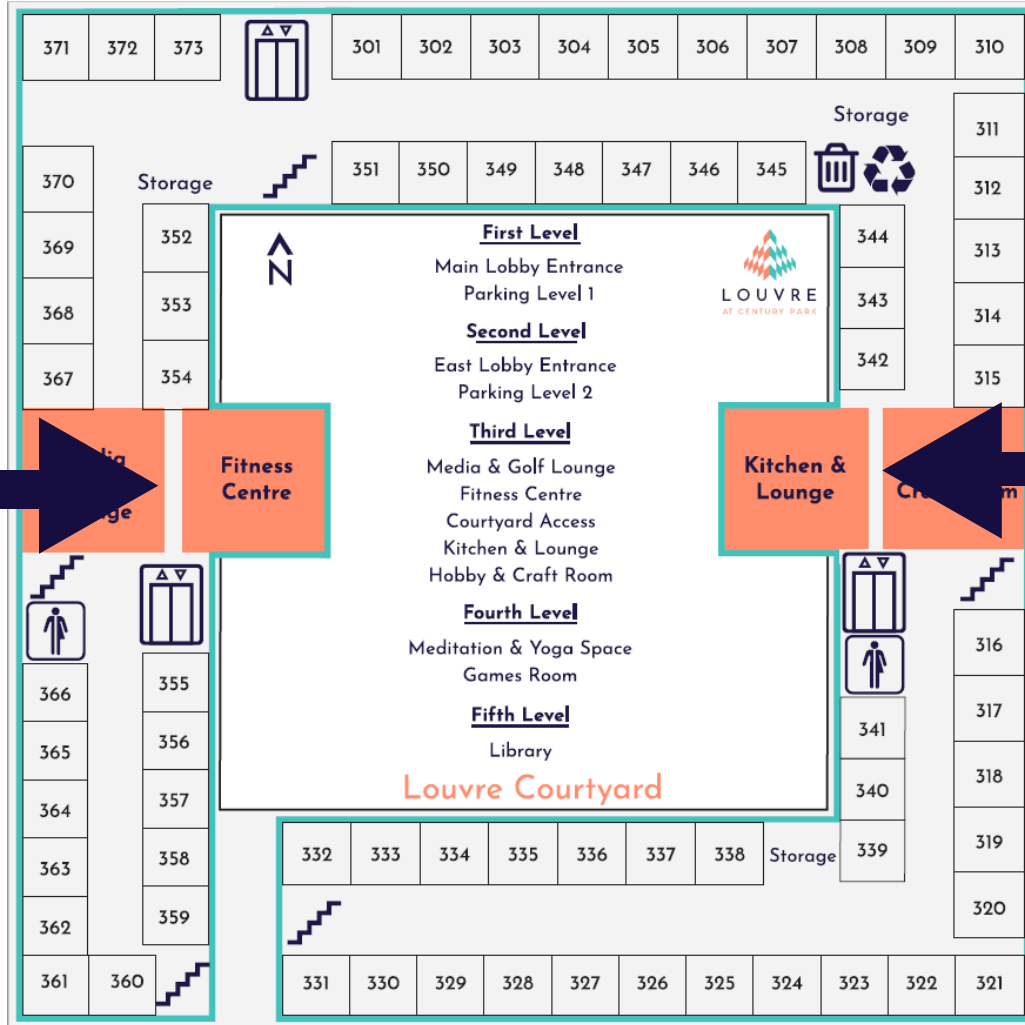 371 372 373 301 302 303 304 305 306 307 308 309 310
Storage
311
351 350 349 348 347 346 345
370
Storage
312
352
344
369
313
353
343
368
314
354
342
367
315
N
LOUVRE
AT CENTURY PARK
First Level
Main Lobby Entrance
Parking Level 1
Second Level
East Lobby Entrance
Parking Level 2
Third Level
Media & Golf Lounge
Fitness Centre
Courtyard Access
Kitchen & Lounge
Hobby & Craft Room
Fourth Level
Meditation & Yoga Space
Games Room
Fifth Level
Library
Louvre Courtyard
Fitness
Centre
Kitchen &
Lounge
316
366
355
317
365
356
341
318
364
357
340
319
363
358
339
320
362
359
332 333 334 335 336 337 338 Storage
361 360 331 330 329 328 327 326 325 324 323 322 321